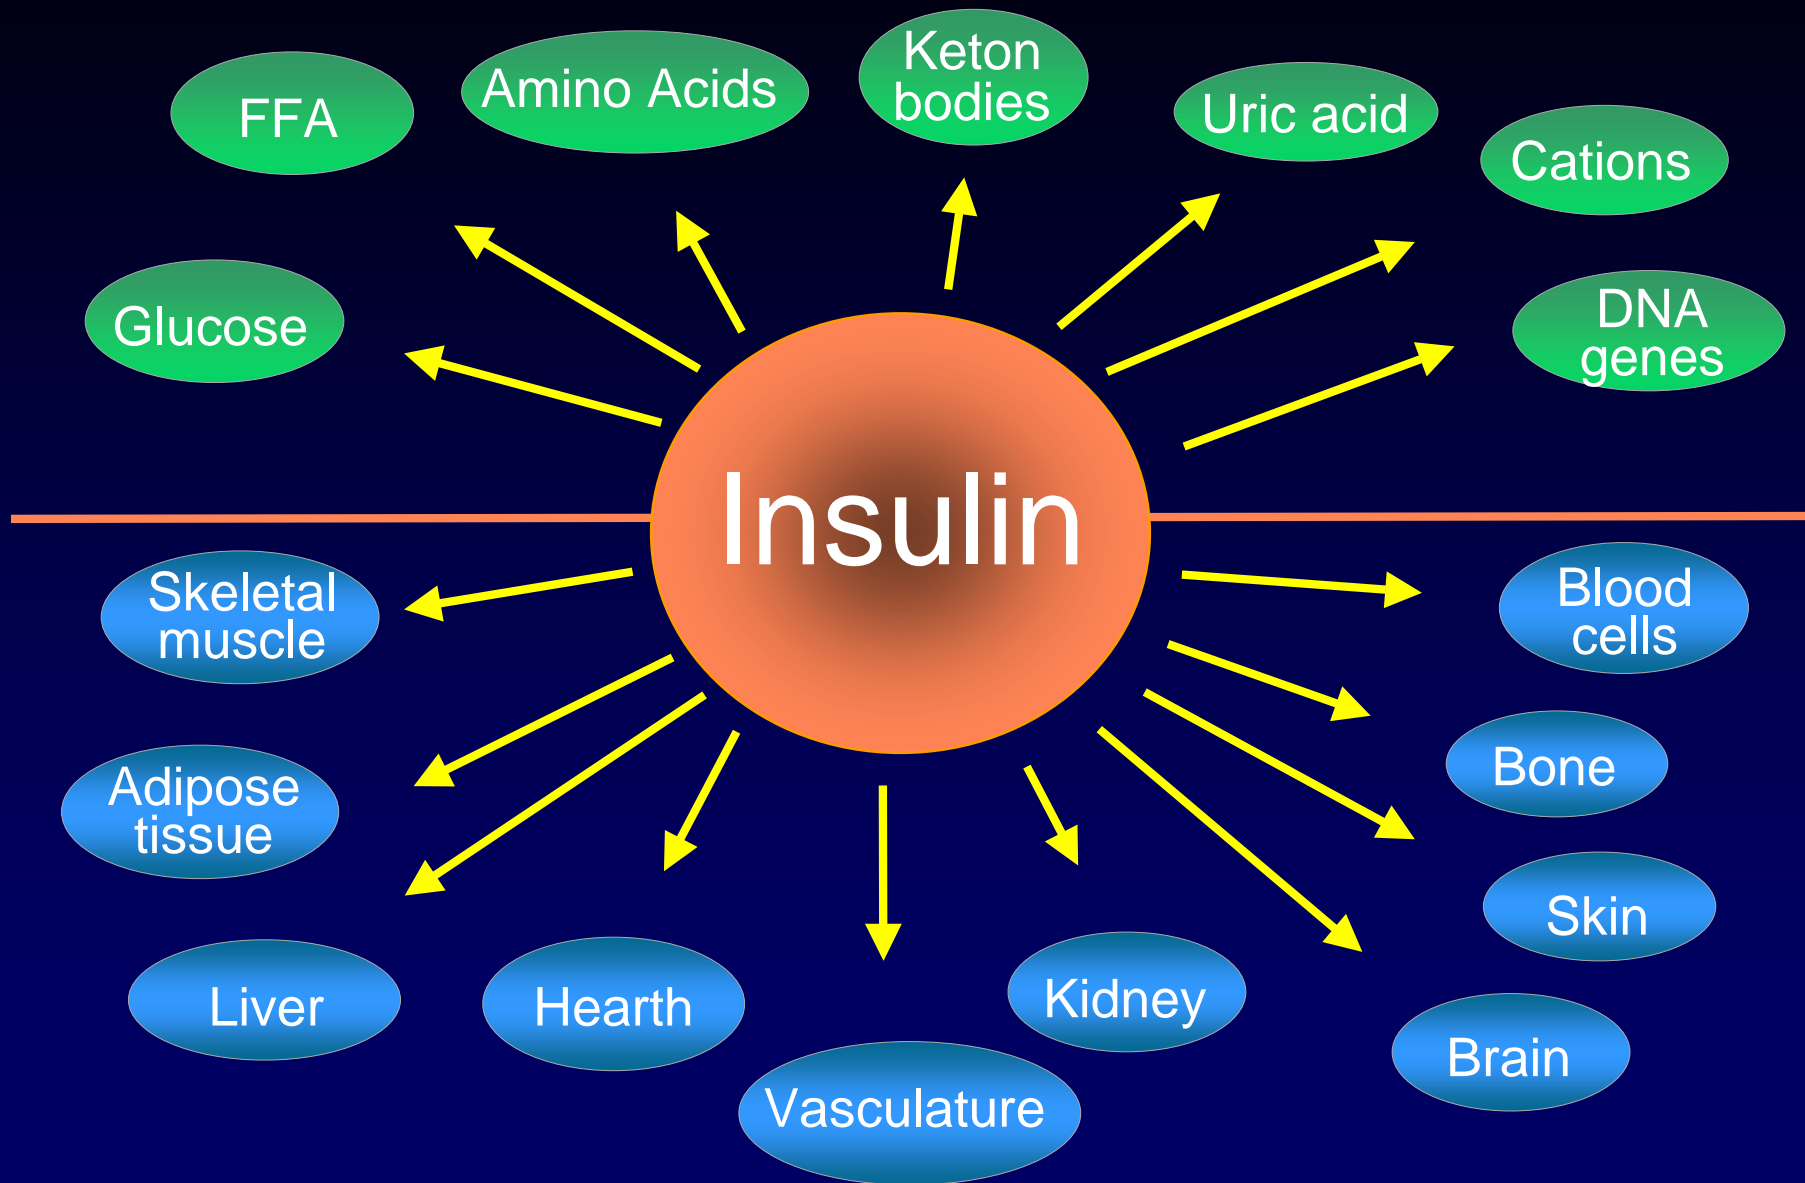 FFA
Amino Acids
Keton
bodies
Uric acid
Cations
Glucose
DNA
genes
Insulin
Skeletal
muscle
Blood
cells
Adipose
tissue
Bone
Skin
Liver
Hearth
Kidney
Brain
Vasculature